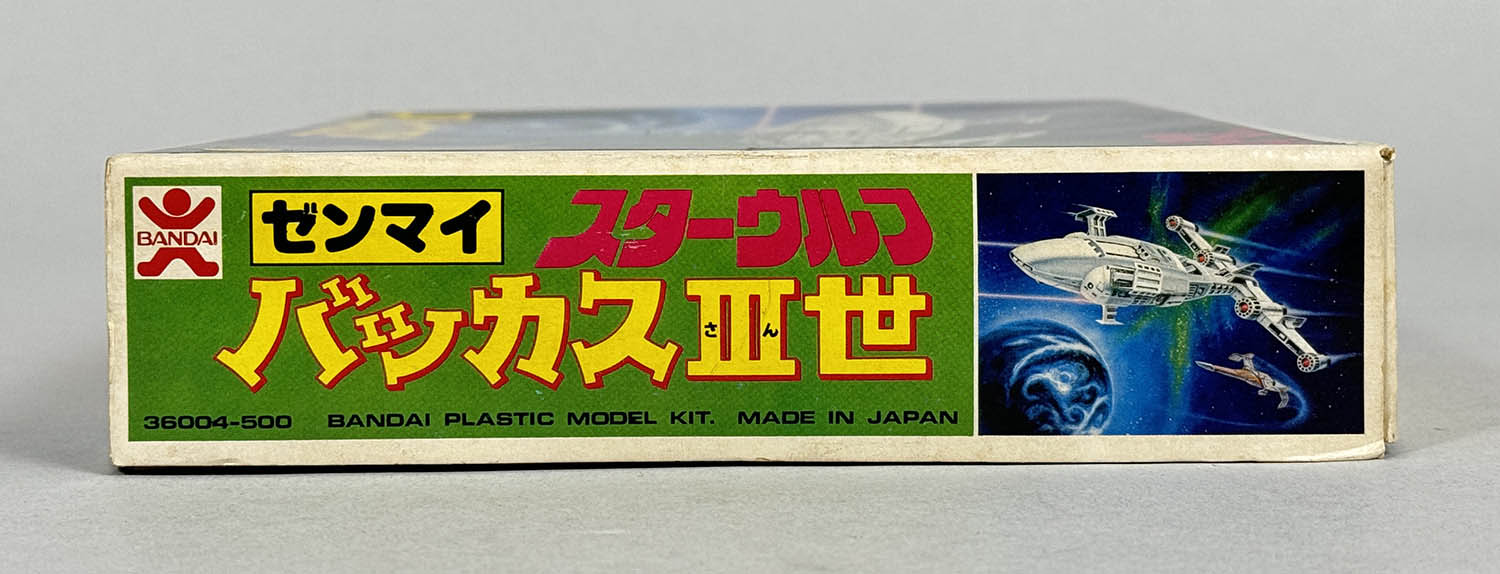 BANDAI
ゼンマイ
スターウルフ
バッカスⅢ世
さん
36004-500 BANDAI PLASTIC MODEL KIT. MADE IN JAPAN